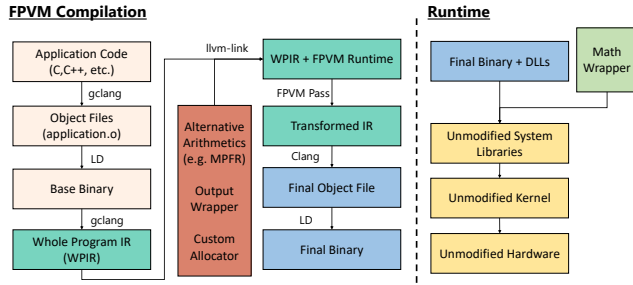 FPVM Compilation
Application Code
(C,C++, etc.)
gclang
Object Files
(application.o)
LD
Base Binary
gclang
Whole Program IR
(WPIR)
llvm-link
Alternative
Arithmetics
(e.g. MPFR)
Output
Wrapper
Custom
Allocator
WPIR + FPVM Runtime
FPVM Pass
Transformed IR
Clang
Final Object File
LD
Final Binary
Runtime
Final Binary + DLLs
Math
Wrapper
Unmodified System
Libraries
Unmodified Kernel
Unmodified Hardware